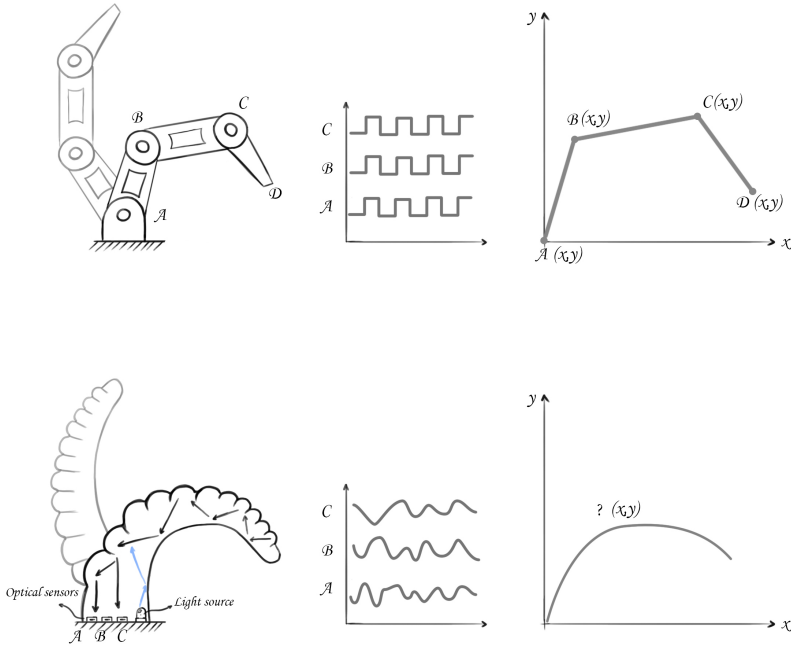 B
C
A
D
C
B
A
y
B(x,y)
C(x,y)
D (x,y)
A (x,y)
x
Optical sensors
A B C
Light source
C
B
A
y
? (x,y)
x